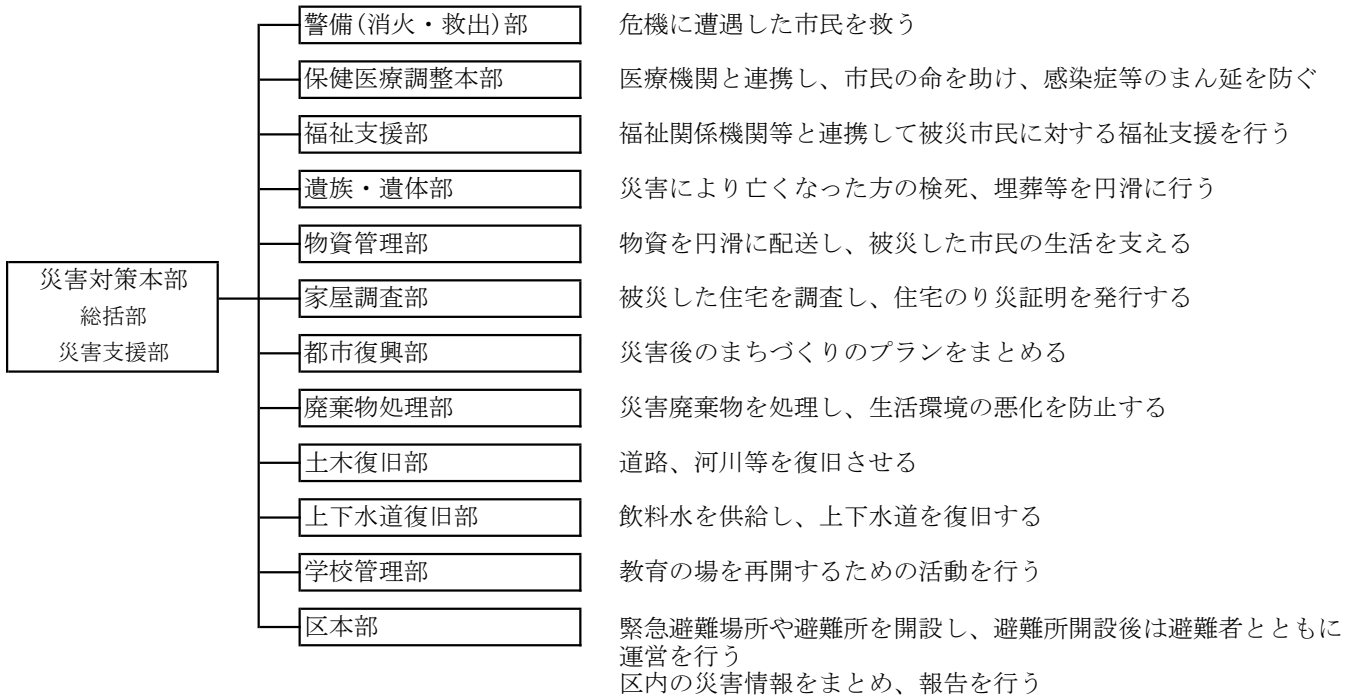 警備(消火・救出)部 危機に遭遇した市民を救う
保健医療調整本部 医療機関と連携し、市民の命を助け、感染症等のまん延を防ぐ
福祉支援部 福祉関係機関等と連携して被災市民に対する福祉支援を行う
遺族・遺体部 災害により亡くなった方の検死、埋葬等を円滑に行う
物資管理部 物資を円滑に配送し、被災した市民の生活を支える
災害対策本部
総括部
災害支援部
家屋調査部 被災した住宅を調査し、住宅のり災証明を発行する
都市復興部 災害後のまちづくりのプランをまとめる
廃棄物処理部 災害廃棄物を処理し、生活環境の悪化を防止する
土木復旧部 道路、河川等を復旧させる
上下水道復旧部 飲料水を供給し、上下水道を復旧する
学校管理部 教育の場を再開するための活動を行う
区本部 緊急避難場所や避難所を開設し、避難所開設後は避難者とともに
運営を行う
区内の災害情報をまとめ、報告を行う